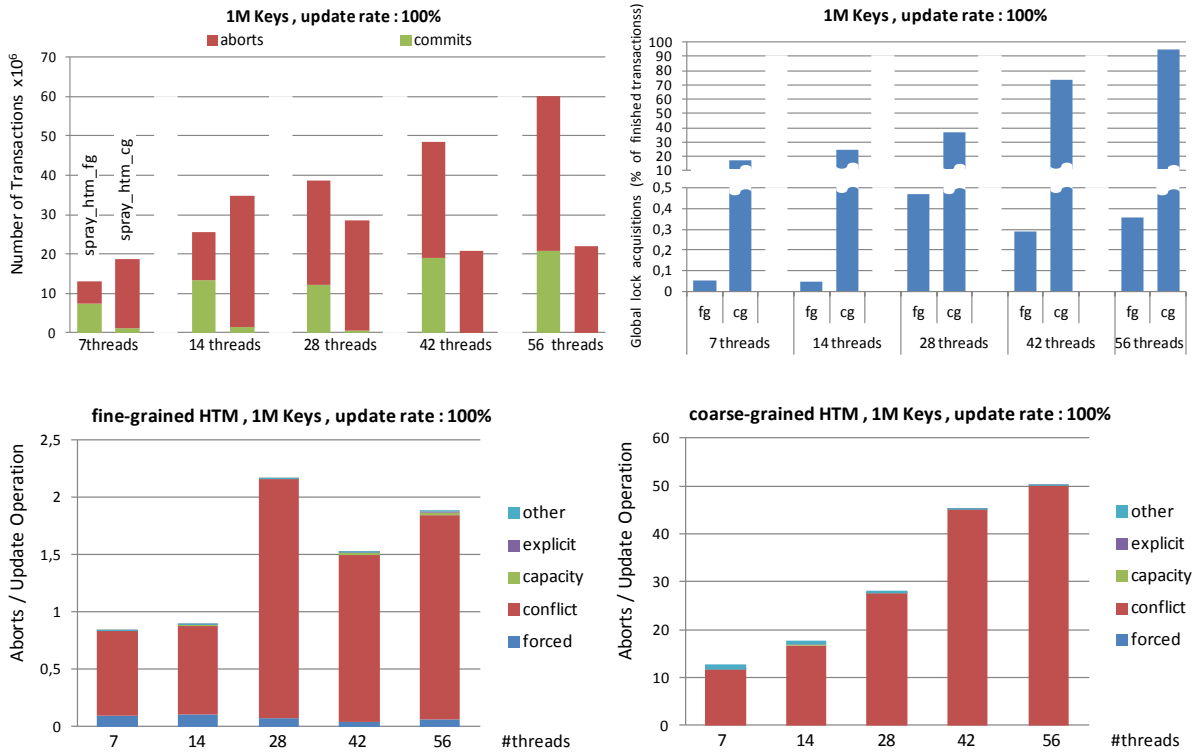 1M Keys , update rate : 100%
aborts
commits
Number of Transactions x10⁶
70
60
50
40
30
20
10
0
spray_htm_fg
spray_htm_cg
7threads
14 threads
28 threads
42 threads
56 threads
1M Keys , update rate : 100%
Global lock acquisitions (% of finished transactionss)
100
90
80
70
60
50
40
30
20
10
0,5
0,4
0,3
0,2
0,1
0
fg cg fg cg fg cg fg cg fg cg
7 threads 14 threads 28 threads 42 threads 56 threads
fine-grained HTM , 1M Keys , update rate : 100%
Aborts / Update Operation
2,5
2
1,5
1
0,5
0
7 14 28 42 56 #threads
other
explicit
capacity
conflict
forced
coarse-grained HTM , 1M Keys , update rate : 100%
Aborts / Update Operation
60
50
40
30
20
10
0
7 14 28 42 56 #threads
other
explicit
capacity
conflict
forced